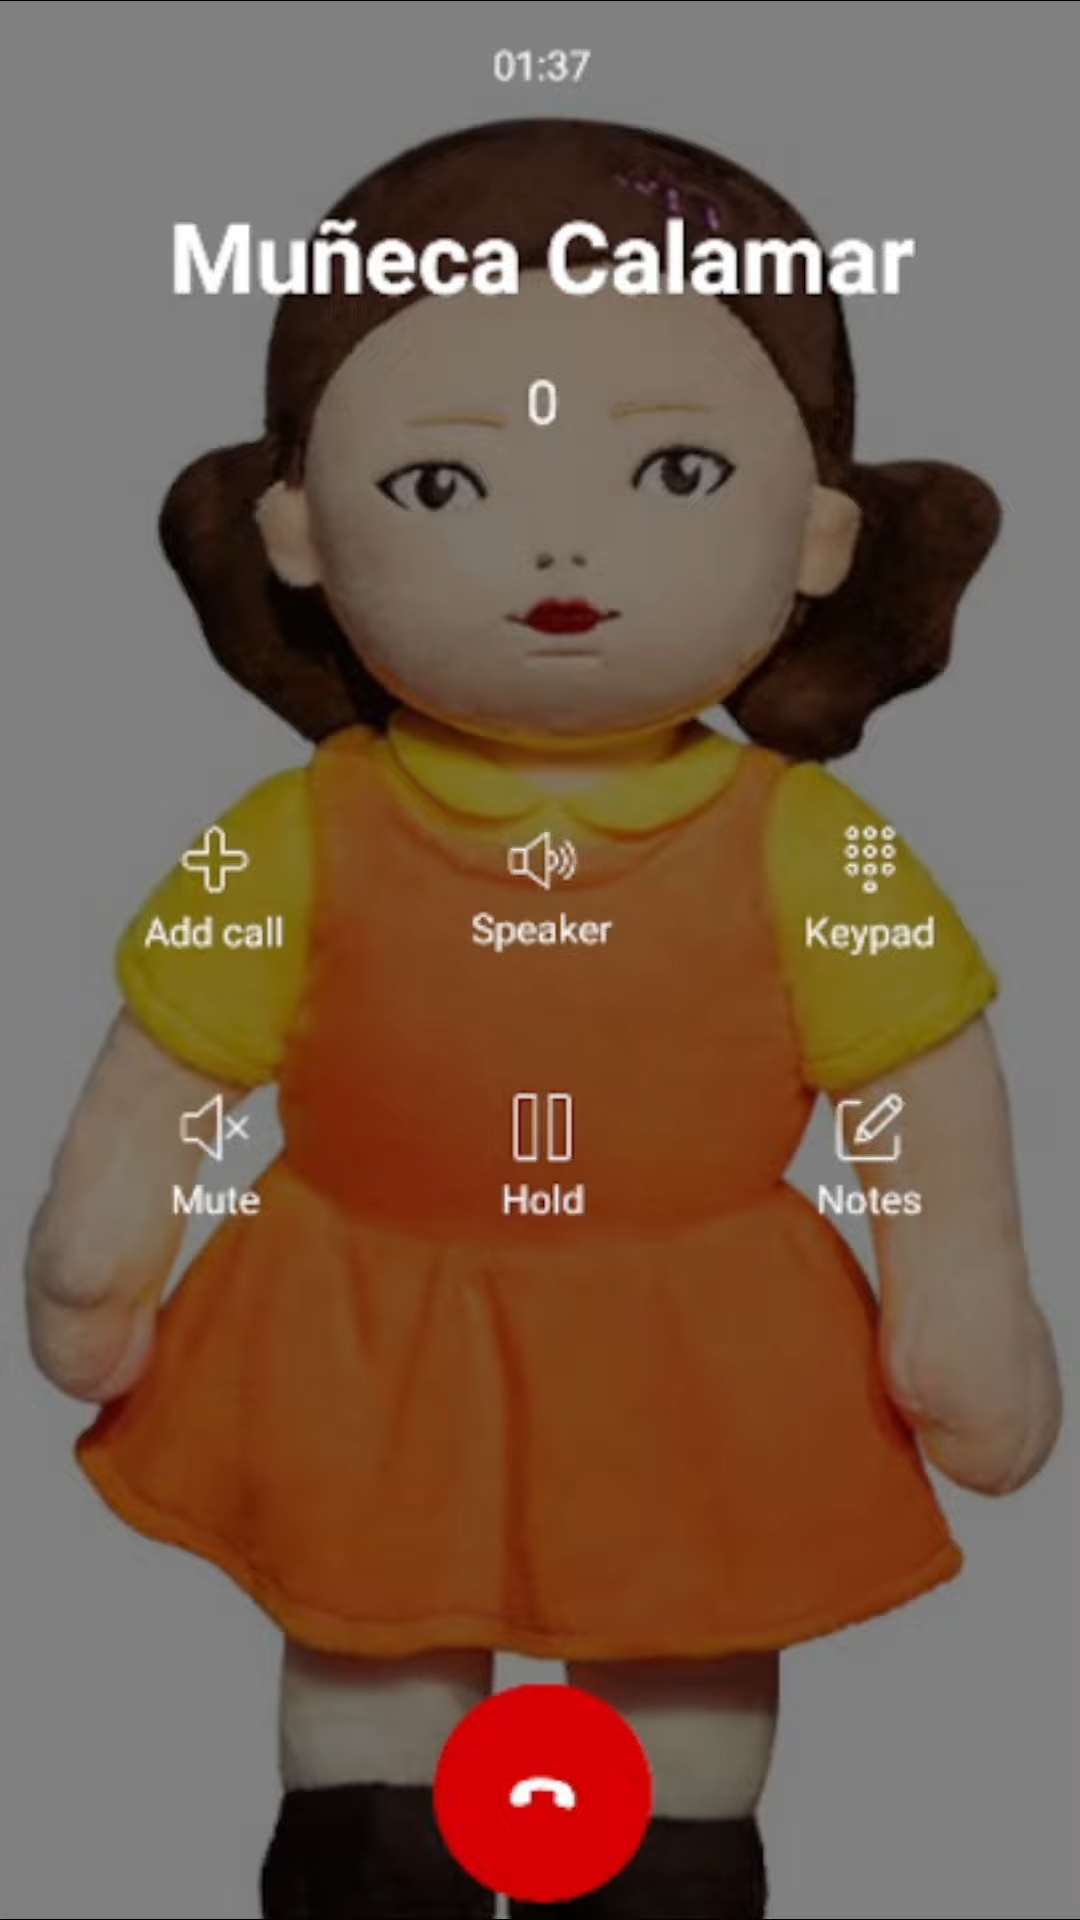 01:37
Muñeca Calamar
0
Add call
Speaker
Keypad
Mute
Hold
Notes